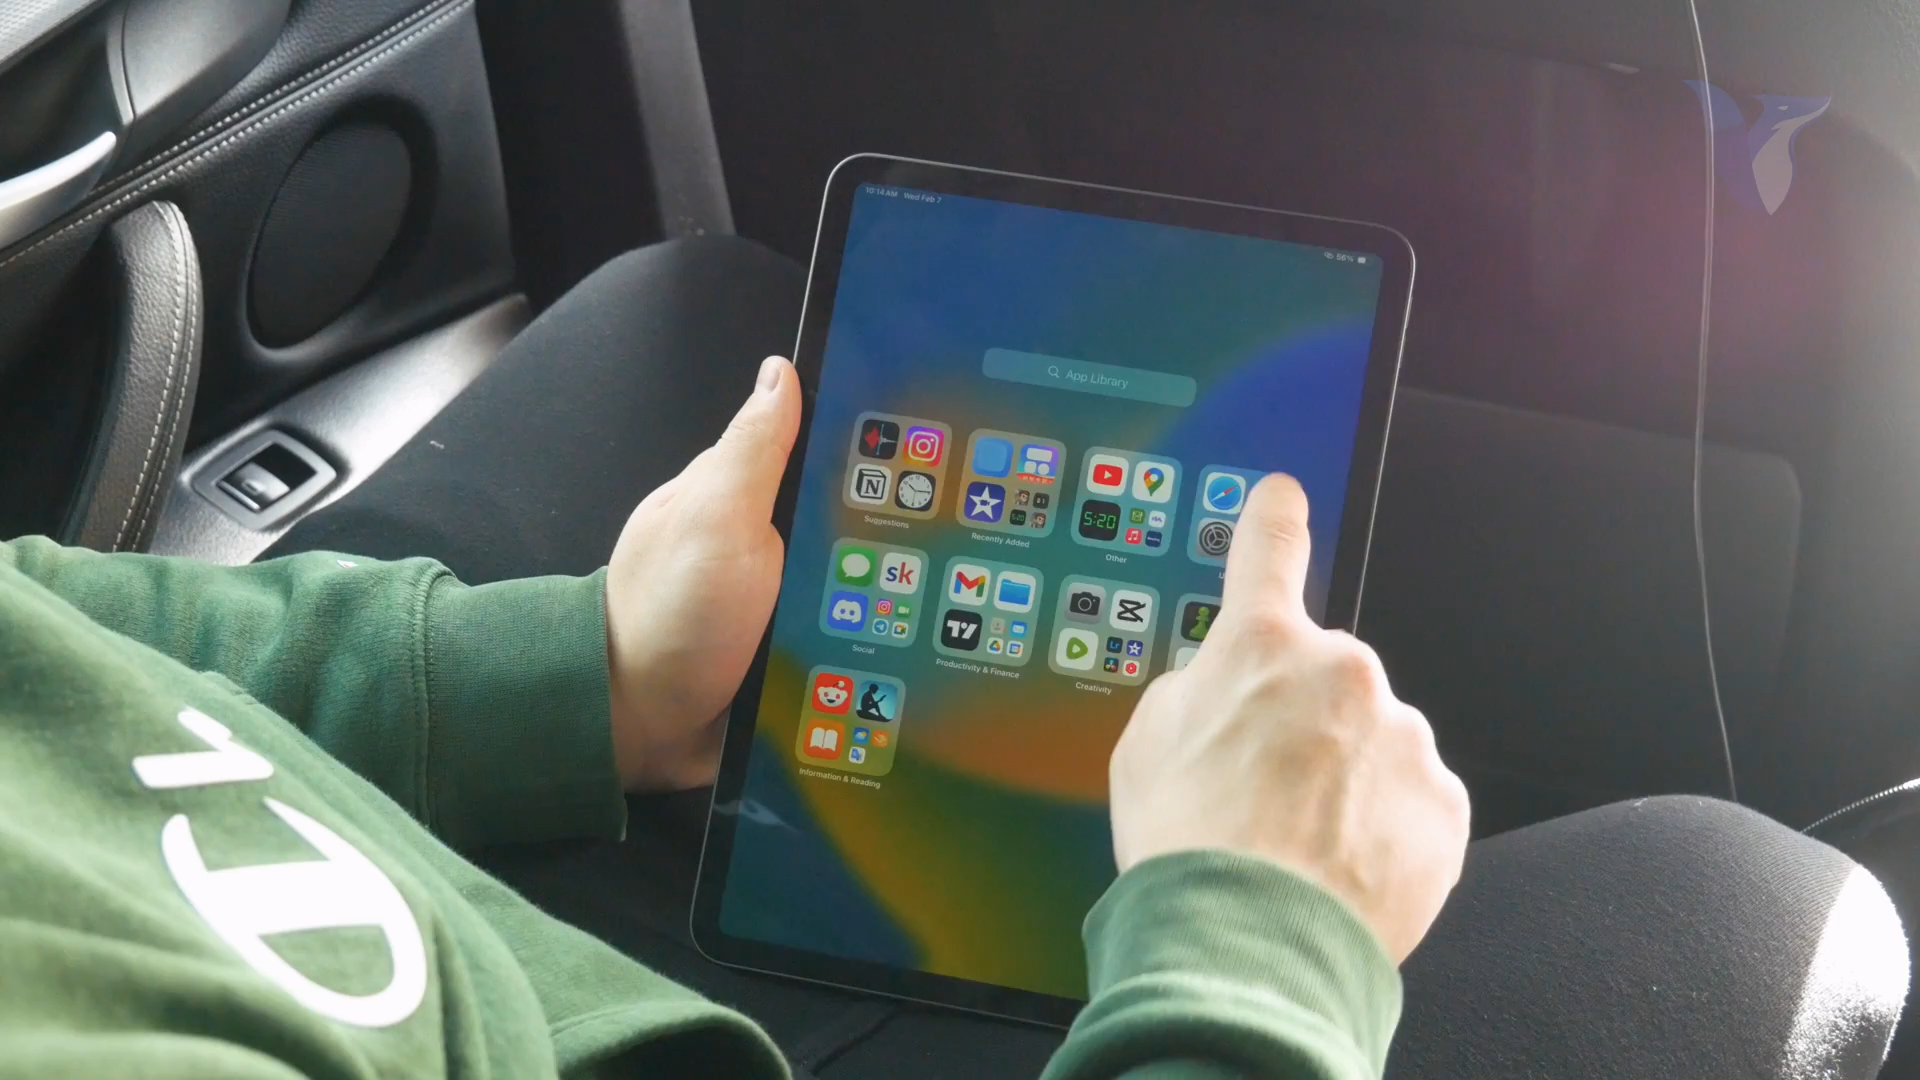 10:14 AM Wed Feb 7
56%
App Library
5:20
Suggestions
Recently Added
Other
sk
Social
Productivity & Finance
Creativity
Information & Reading